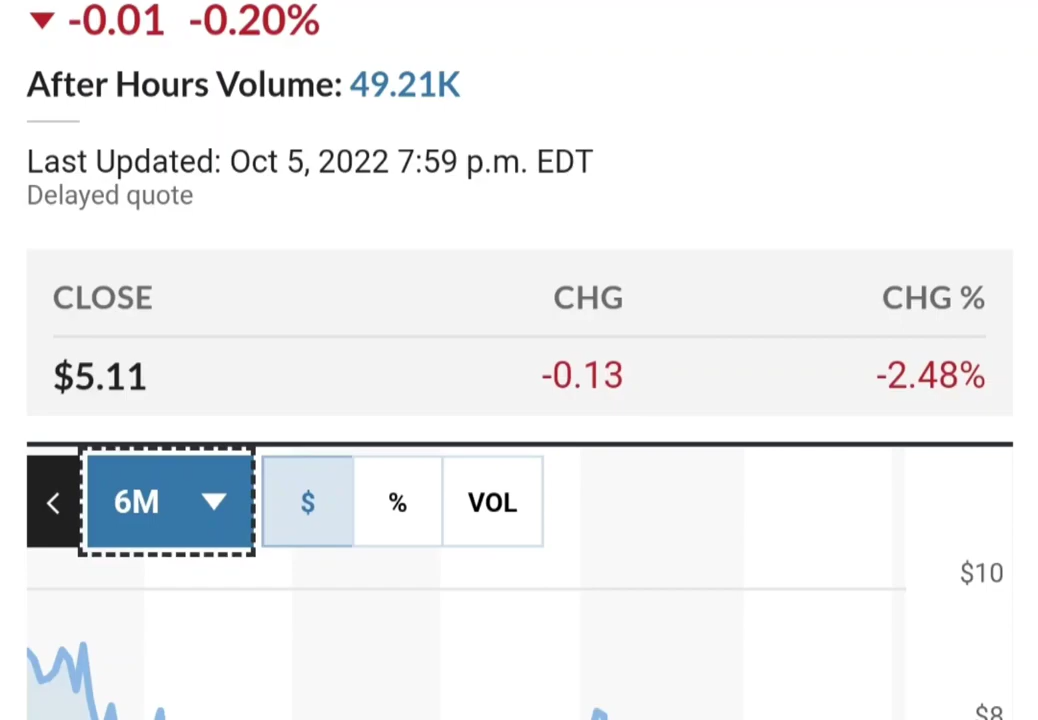 -0.01 -0.20%
After Hours Volume: 49.21K
Last Updated: Oct 5, 2022 7:59 p.m. EDT
Delayed quote
CLOSE CHG CHG %
$5.11 -0.13 -2.48%
6M $ % VOL
$10
$8